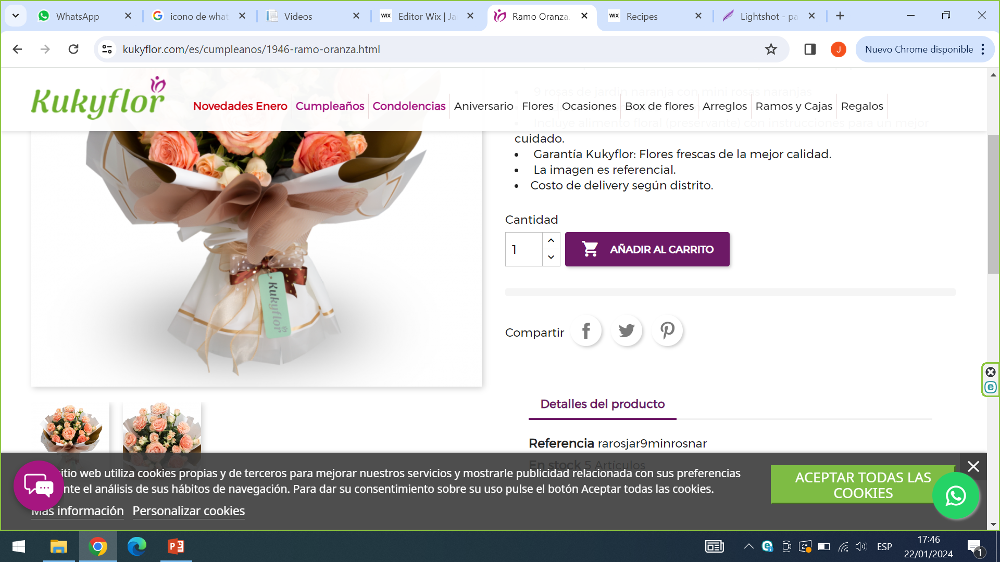 WhatsApp
icono de what
Videos
Editor Wix | Ja
Ramo Oranza.
Recipes
Lightshot - pa
kukyflor.com/es/cumpleanos/1946-ramo-oranza.html
J
Nuevo Chrome disponible
Kukyflor
Novedades Enero
Cumpleaños
Condolencias
Aniversario
Flores
Ocasiones
Box de flores
Arreglos
Ramos y Cajas
Regalos
9 rosas de jardin naranja con mini rosas naranjas
Incluye alimento floral (preservante) con instrucciones para un mejor
cuidado.
Garantía Kukyflor: Flores frescas de la mejor calidad.
La imagen es referencial.
Costo de delivery según distrito.
Cantidad
1
AÑADIR AL CARRITO
Kukyflor
Compartir
Detalles del producto
Referencia rarosjar9minrosnar
En stock 5 Artículos
itio web utiliza cookies propias y de terceros para mejorar nuestros servicios y mostrarle publicidad relacionada con sus preferencias
nte el análisis de sus hábitos de navegación. Para dar su consentimiento sobre su uso pulse el botón Aceptar todas las cookies.
Más información
Personalizar cookies
ACEPTAR TODAS LAS
COOKIES
ESP
17:46
22/01/2024
1